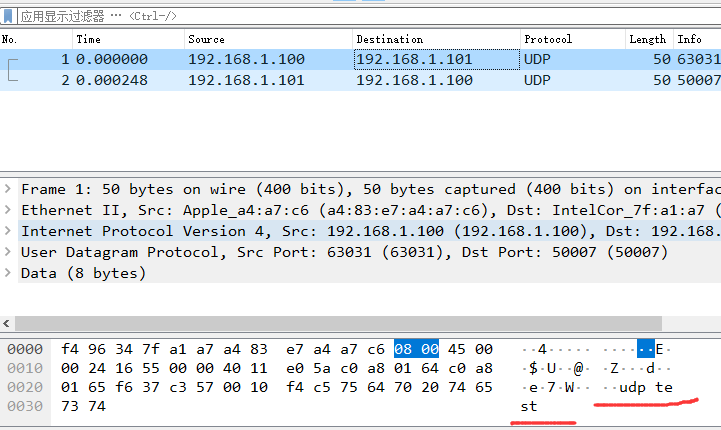 应用显示过滤器 ··· <Ctrl-/>
No. Time Source Destination Protocol Length Info
1 0.000000 192.168.1.100 192.168.1.101 UDP 50 63031
2 0.000248 192.168.1.101 192.168.1.100 UDP 50 50007
Frame 1: 50 bytes on wire (400 bits), 50 bytes captured (400 bits) on interfac
Ethernet II, Src: Apple_a4:a7:c6 (a4:83:e7:a4:a7:c6), Dst: IntelCor_7f:a1:a7 (
Internet Protocol Version 4, Src: 192.168.1.100 (192.168.1.100), Dst: 192.168.
User Datagram Protocol, Src Port: 63031 (63031), Dst Port: 50007 (50007)
Data (8 bytes)
0000 f4 96 34 7f a1 a7 a4 83 e7 a4 a7 c6 08 00 45 00 ··4····· ······E·
0010 00 24 16 55 00 00 40 11 e0 5a c0 a8 01 64 c0 a8 ·$·U··@· ·Z···d··
0020 01 65 f6 37 c3 57 00 10 f4 c5 75 64 70 20 74 65 ·e·7·W·· ··udp te
0030 73 74 st